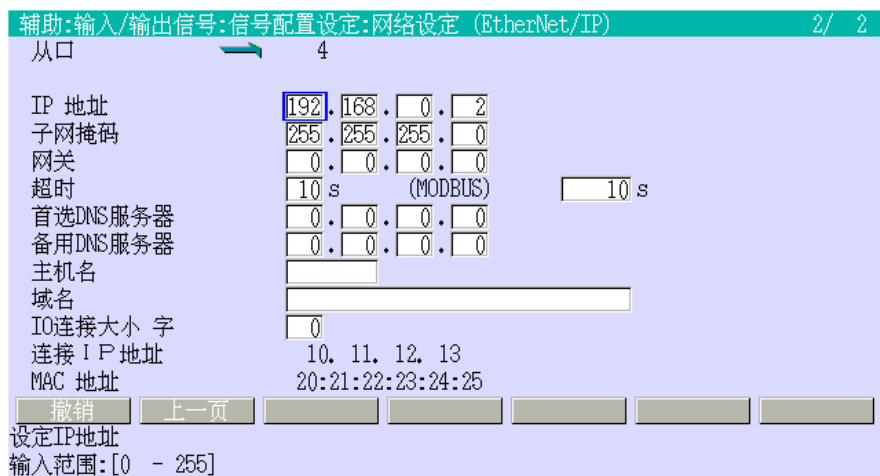 辅助:输入/输出信号:信号配置设定:网络设定 (EtherNet/IP) 2/ 2
从口 4
IP 地址 192. 168. 0. 2
子网掩码 255. 255. 255. 0
网关 0. 0. 0. 0
超时 10 s (MODBUS) 10 s
首选DNS服务器 0. 0. 0. 0
备用DNS服务器 0. 0. 0. 0
主机名
域名
IO连接大小 字 0
连接ＩＰ地址 10. 11. 12. 13
MAC 地址 20:21:22:23:24:25
撤销 上一页
设定IP地址
输入范围:[0 - 255]